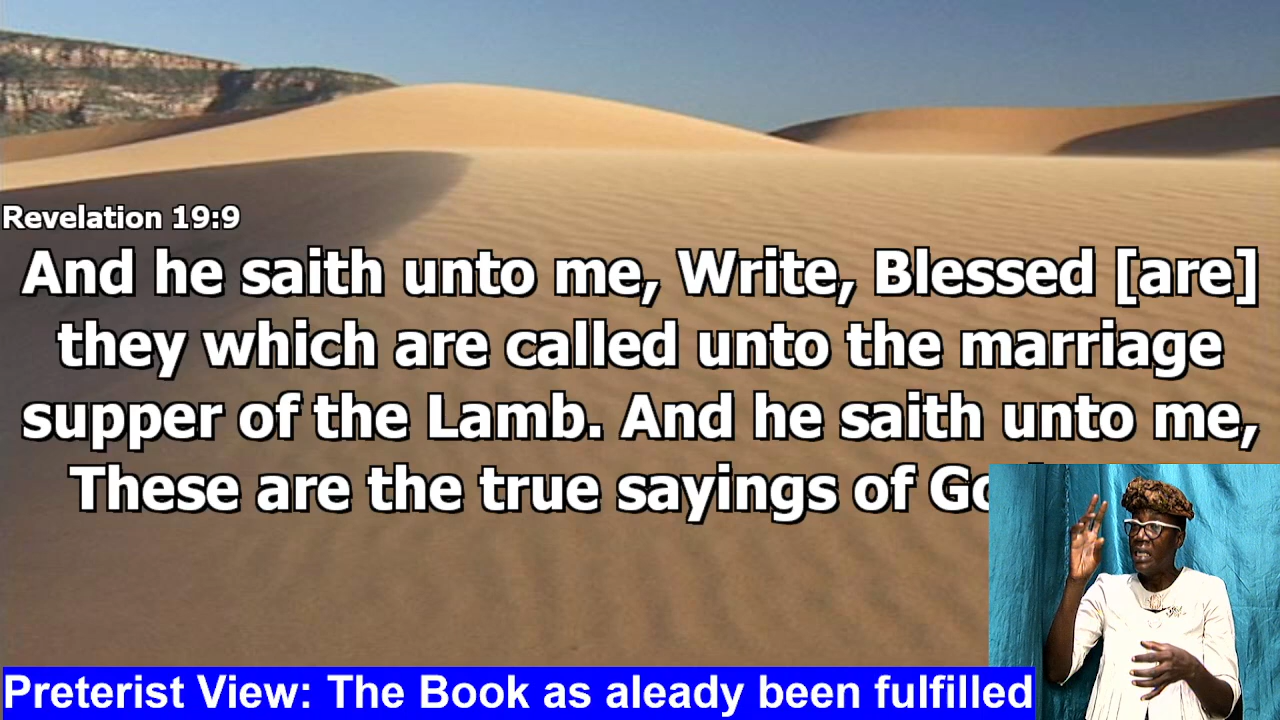 Revelation 19:9
And he saith unto me, Write, Blessed [are]
they which are called unto the marriage
supper of the Lamb. And he saith unto me,
These are the true sayings of
Preterist View: The Book as aleady been fulfilled